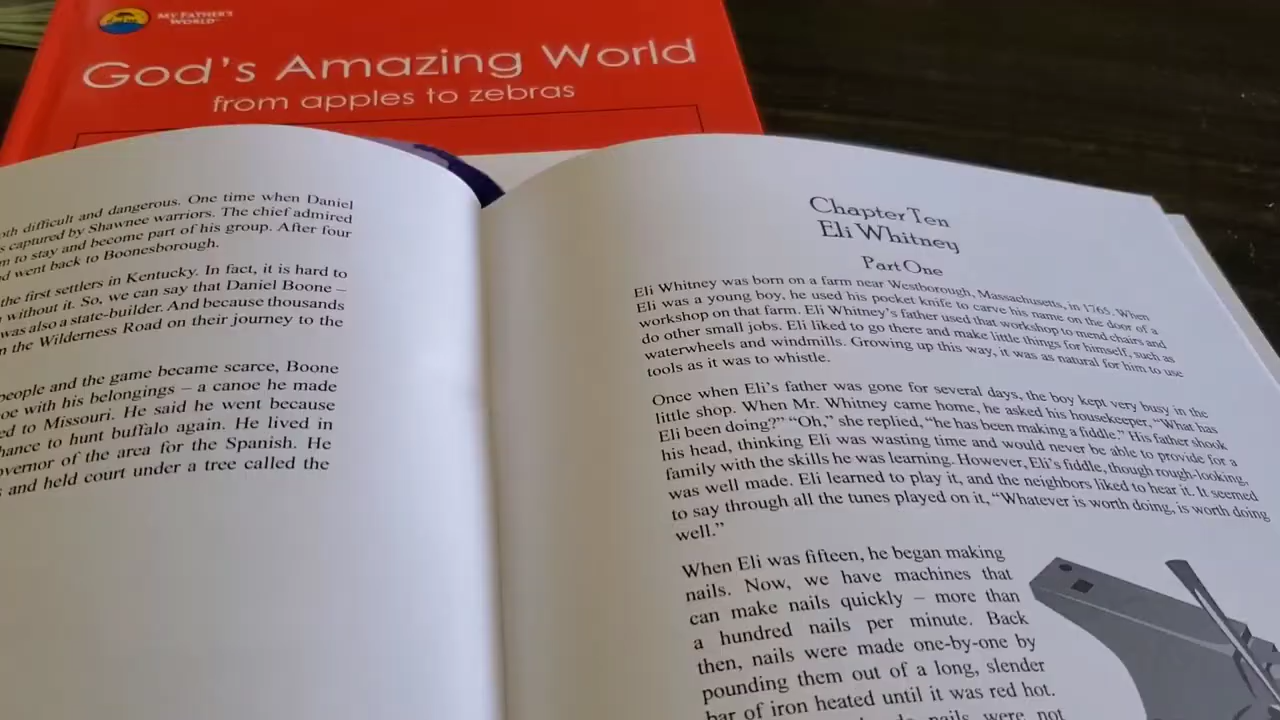 MY FATHER'S
WORLD
God's Amazing World
from apples to zebras
oth difficult and dangerous. One time when Daniel
s captured by Shawnee warriors. The chief admired
m to stay and become part of his group. After four
d went back to Boonesborough.
the first settlers in Kentucky. In fact, it is hard to
without it. So, we can say that Daniel Boone –
was also a state-builder. And because thousands
n the Wilderness Road on their journey to the
people and the game became scarce, Boone
oe with his belongings – a canoe he made
ed to Missouri. He said he went because
hance to hunt buffalo again. He lived in
overnor of the area for the Spanish. He
s and held court under a tree called the
Chapter Ten
Eli Whitney
Part One
Eli Whitney was born on a farm near Westborough, Massachusetts, in 1765. When
Eli was a young boy, he used his pocket knife to carve his name on the door of a
workshop on that farm. Eli Whitney's father used that workshop to mend chairs and
do other small jobs. Eli liked to go there and make little things for himself, such as
waterwheels and windmills. Growing up this way, it was as natural for him to use
tools as it was to whistle.
Once when Eli's father was gone for several days, the boy kept very busy in the
little shop. When Mr. Whitney came home, he asked his housekeeper, "What has
Eli been doing?" "Oh," she replied, "he has been making a fiddle." His father shook
his head, thinking Eli was wasting time and would never be able to provide for a
family with the skills he was learning. However, Eli's fiddle, though rough-looking,
was well made. Eli learned to play it, and the neighbors liked to hear it. It seemed
to say through all the tunes played on it, "Whatever is worth doing, is worth doing
well."
When Eli was fifteen, he began making
nails. Now, we have machines that
can make nails quickly – more than
a hundred nails per minute. Back
then, nails were made one-by-one by
pounding them out of a long, slender
bar of iron heated until it was red hot.
nails were not